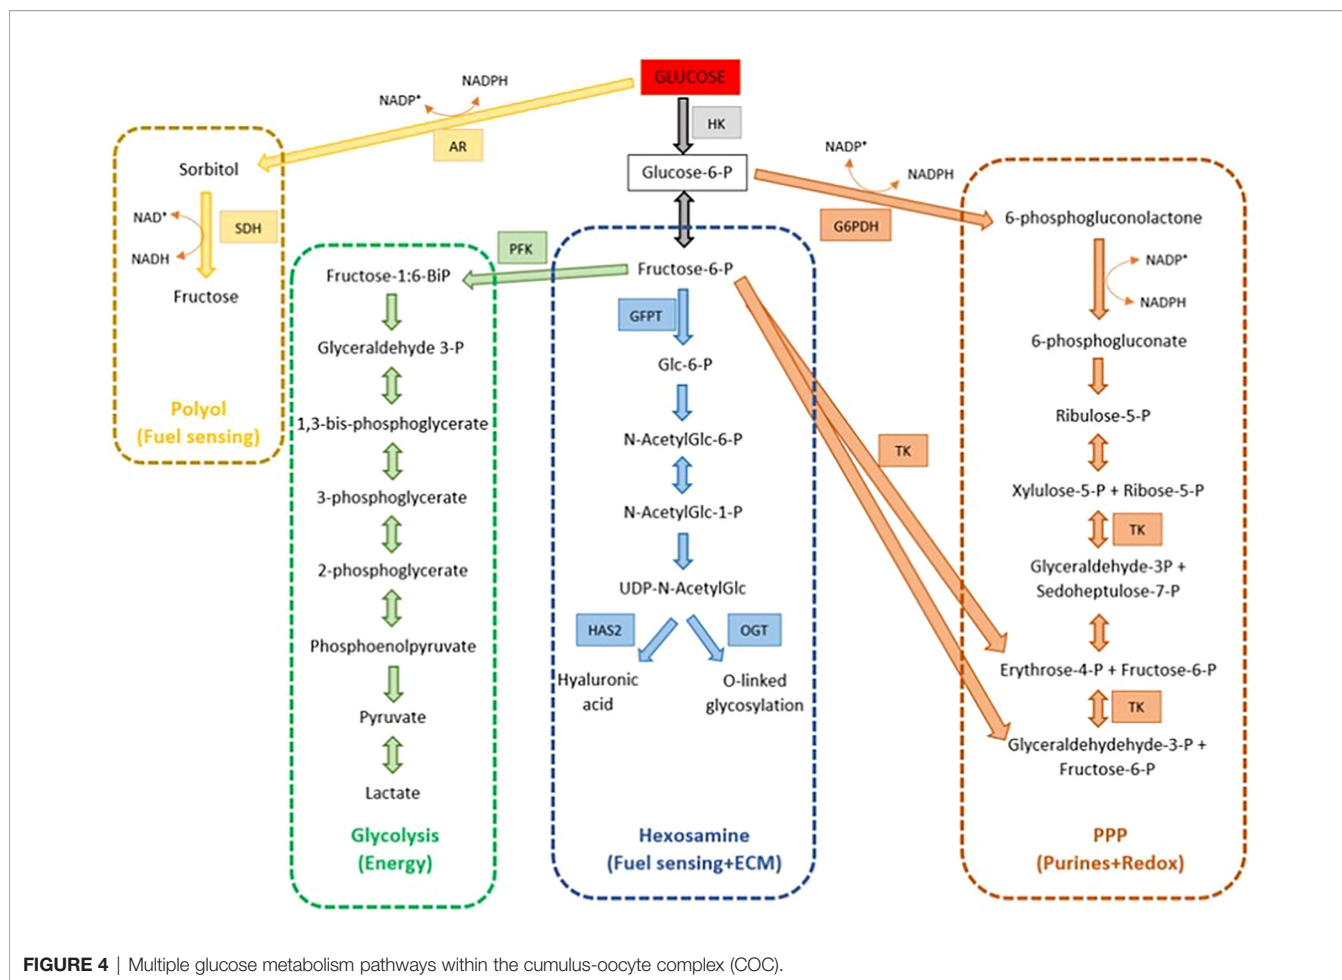 GLUCOSE
HK
Glucose-6-P
NADP⁺
NADPH
AR
Sorbitol
NAD⁺
NADH
SDH
Fructose
Polyol
(Fuel sensing)
PFK
Fructose-1:6-BiP
Glyceraldehyde 3-P
1,3-bis-phosphoglycerate
3-phosphoglycerate
2-phosphoglycerate
Phosphoenolpyruvate
Pyruvate
Lactate
Glycolysis
(Energy)
Fructose-6-P
GFPT
Glc-6-P
N-AcetylGlc-6-P
N-AcetylGlc-1-P
UDP-N-AcetylGlc
HAS2
OGT
Hyaluronic
acid
O-linked
glycosylation
Hexosamine
(Fuel sensing+ECM)
TK
NADP⁺
NADPH
G6PDH
6-phosphogluconolactone
NADP⁺
NADPH
6-phosphogluconate
Ribulose-5-P
Xylulose-5-P + Ribose-5-P
TK
Glyceraldehyde-3P +
Sedoheptulose-7-P
Erythrose-4-P + Fructose-6-P
TK
Glyceraldehydehyde-3-P +
Fructose-6-P
PPP
(Purines+Redox)
FIGURE 4 | Multiple glucose metabolism pathways within the cumulus-oocyte complex (COC).